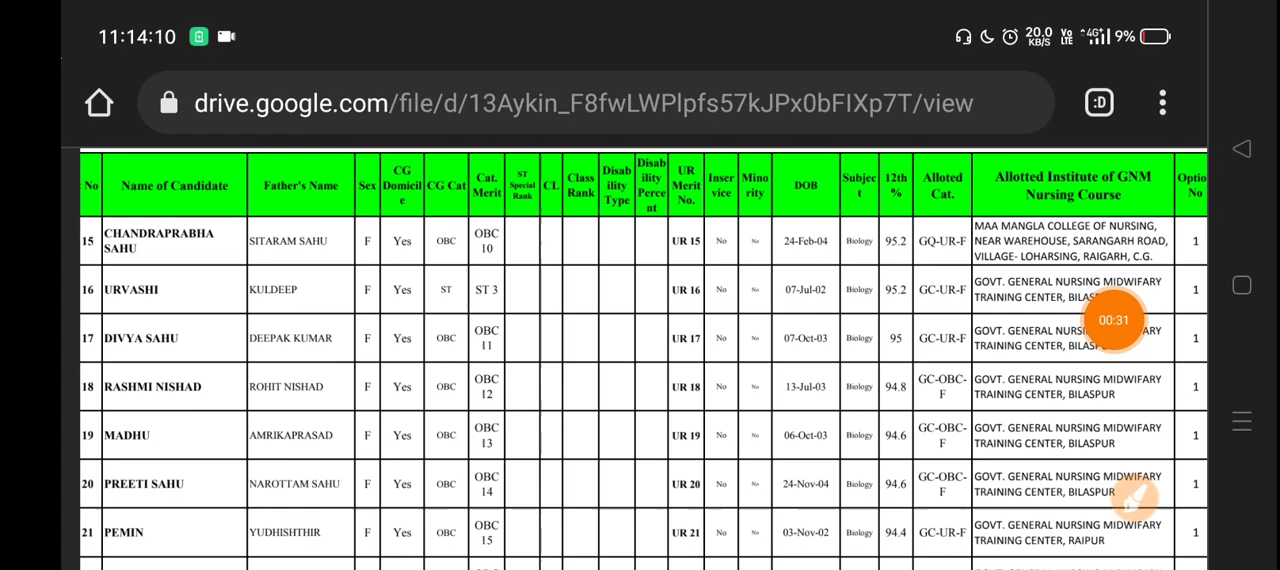 11:14:10 20.0 KB/S Vo LTE 4G+ 9%
drive.google.com/file/d/13Aykin_F8fwLWPlpfs57kJPx0bFIXp7T/view :D
No Name of Candidate Father's Name Sex CG Domicile CG Cat Cat. Merit ST Special Rank CL Class Rank Disability Type Disability Percent UR Merit No. Inservice Minority DOB Subject 12th % Alloted Cat. Allotted Institute of GNM Nursing Course Optio No
15 CHANDRAPRABHA SAHU SITARAM SAHU F Yes OBC OBC 10 UR 15 No No 24-Feb-04 Biology 95.2 GQ-UR-F MAA MANGLA COLLEGE OF NURSING, NEAR WAREHOUSE, SARANGARH ROAD, VILLAGE- LOHARSING, RAIGARH, C.G. 1
16 URVASHI KULDEEP F Yes ST ST 3 UR 16 No No 07-Jul-02 Biology 95.2 GC-UR-F GOVT. GENERAL NURSING MIDWIFARY TRAINING CENTER, 1
00:31
17 DIVYA SAHU DEEPAK KUMAR F Yes OBC OBC 11 UR 17 No No 07-Oct-03 Biology 95 GC-UR-F GOVT. GENERAL TRAINING CENTER, 1
18 RASHMI NISHAD ROHIT NISHAD F Yes OBC OBC 12 UR 18 No No 13-Jul-03 Biology 94.8 GC-OBC-F GOVT. GENERAL NURSING MIDWIFARY TRAINING CENTER, BILASPUR 1
19 MADHU AMRIKAPRASAD F Yes OBC OBC 13 UR 19 No No 06-Oct-03 Biology 94.6 GC-OBC-F GOVT. GENERAL NURSING MIDWIFARY TRAINING CENTER, BILASPUR 1
20 PREETI SAHU NAROTTAM SAHU F Yes OBC OBC 14 UR 20 No No 24-Nov-04 Biology 94.6 GC-OBC-F GOVT. GENERAL NURSING MIDWIFARY TRAINING CENTER, BILASPUR 1
21 PEMIN YUDHISHTHIR F Yes OBC OBC 15 UR 21 No No 03-Nov-02 Biology 94.4 GC-UR-F GOVT. GENERAL NURSING MIDWIFARY TRAINING CENTER, RAIPUR 1